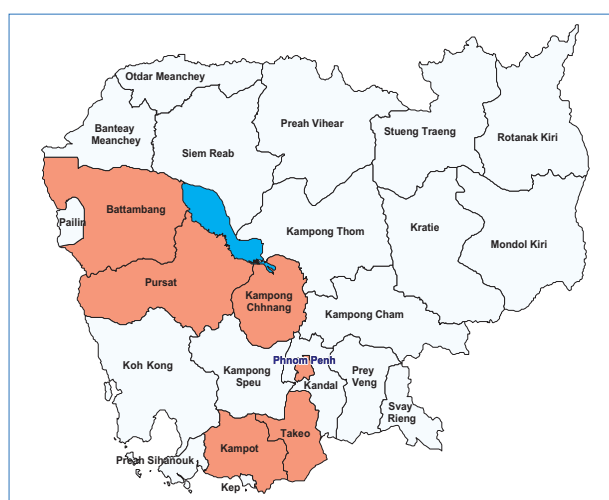 Otdar Meanchey
Banteay
Meanchey
Siem Reab
Preah Vihear
Stueng Traeng
Rotanak Kiri
Battambang
Pailin
Kampong Thom
Kratie
Mondol Kiri
Pursat
Kampong
Chhnang
Kampong Cham
Koh Kong
Kampong
Speu
Phnom Penh
Kandal
Prey
Veng
Svay
Rieng
Kampot
Takeo
Preah Sihanouk
Kep